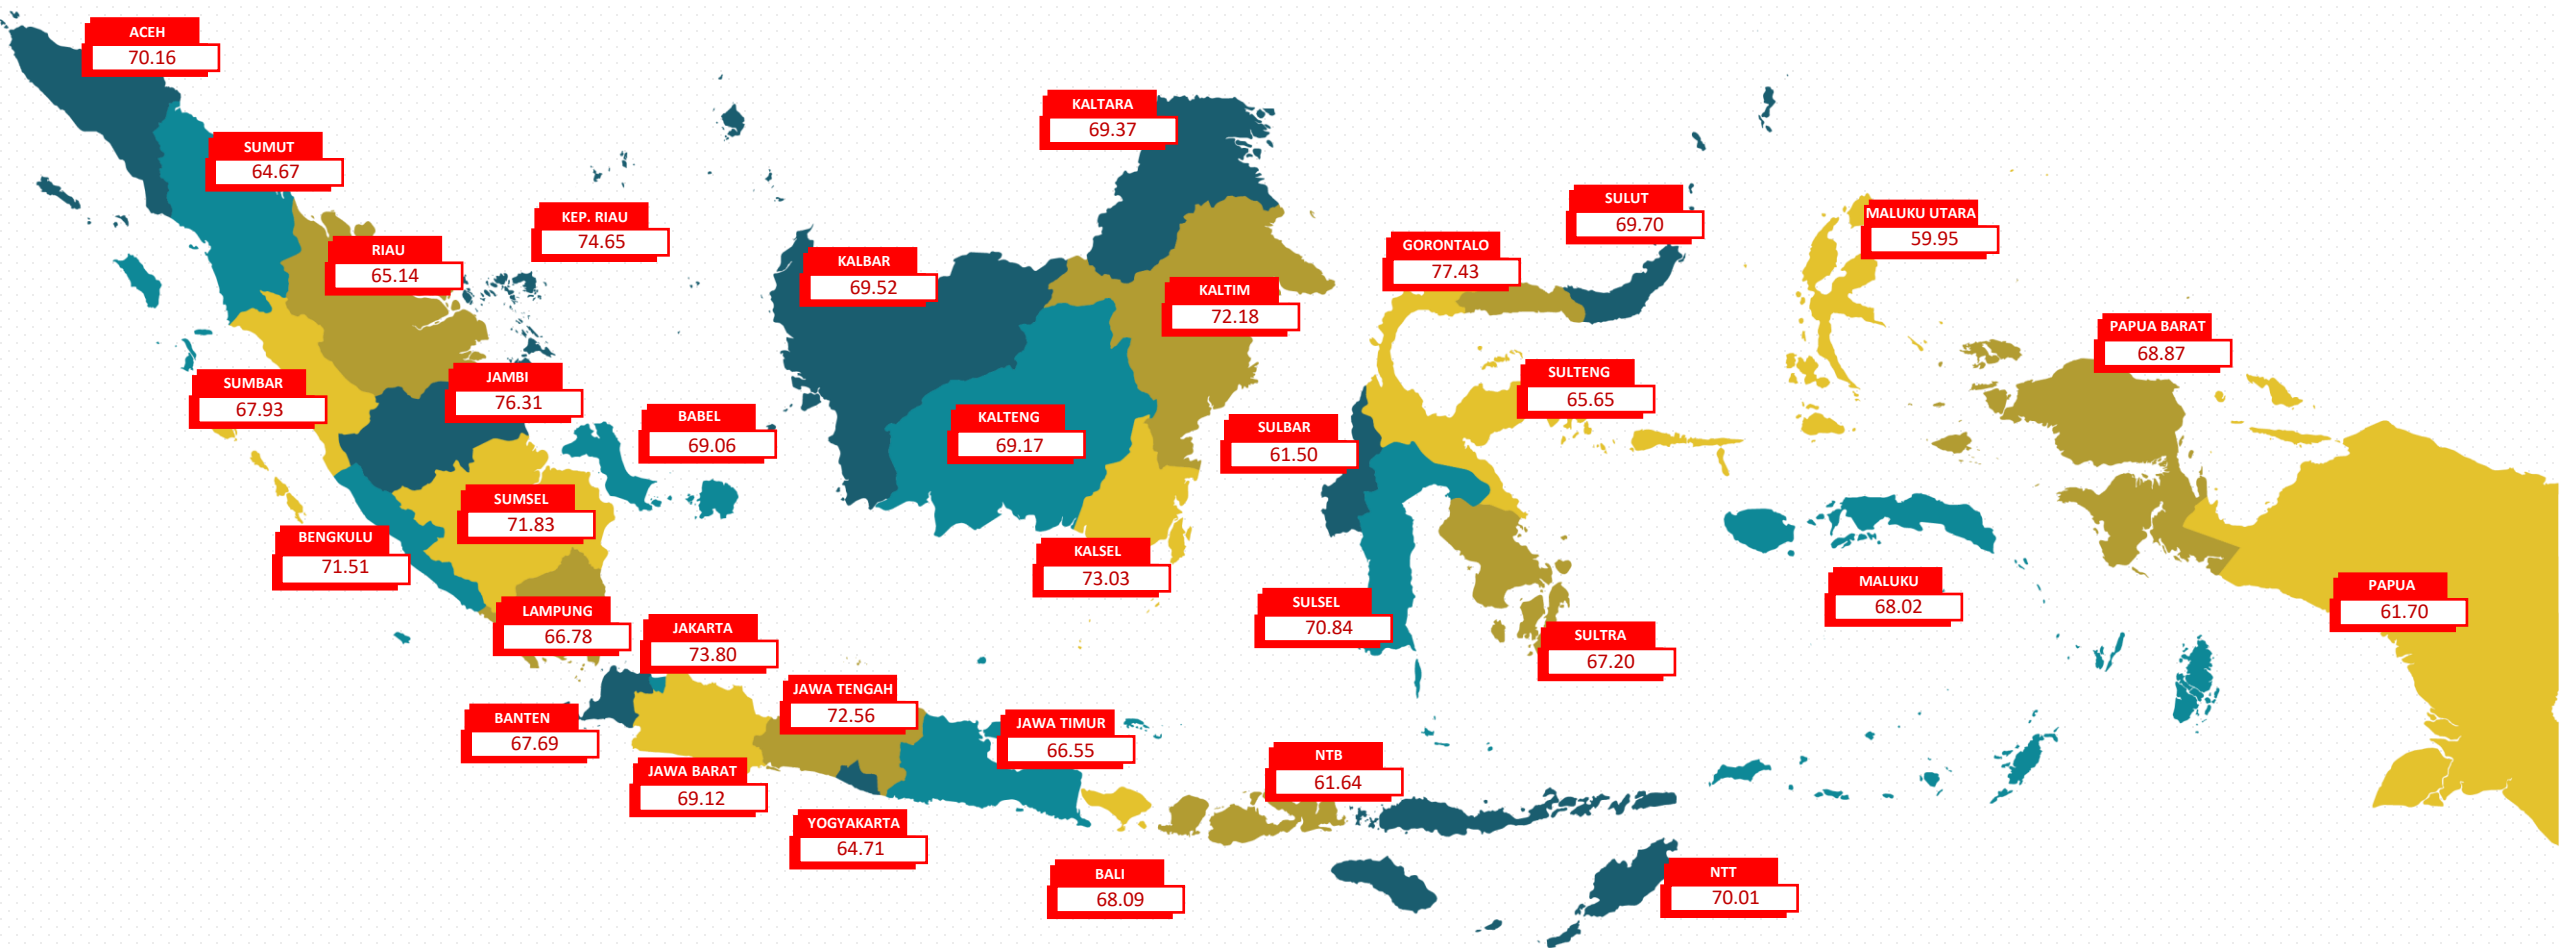 ACEH
70.16
SUMUT
64.67
RIAU
65.14
KEP. RIAU
74.65
SUMBAR
67.93
JAMBI
76.31
BABEL
69.06
SUMSEL
71.83
BENGKULU
71.51
LAMPUNG
66.78
JAKARTA
73.80
BANTEN
67.69
JAWA BARAT
69.12
JAWA TENGAH
72.56
YOGYAKARTA
64.71
JAWA TIMUR
66.55
BALI
68.09
NTB
61.64
NTT
70.01
KALTARA
69.37
KALBAR
69.52
KALTIM
72.18
KALTENG
69.17
KALSEL
73.03
SULUT
69.70
GORONTALO
77.43
SULTENG
65.65
SULBAR
61.50
SULSEL
70.84
SULTRA
67.20
MALUKU UTARA
59.95
MALUKU
68.02
PAPUA BARAT
68.87
PAPUA
61.70